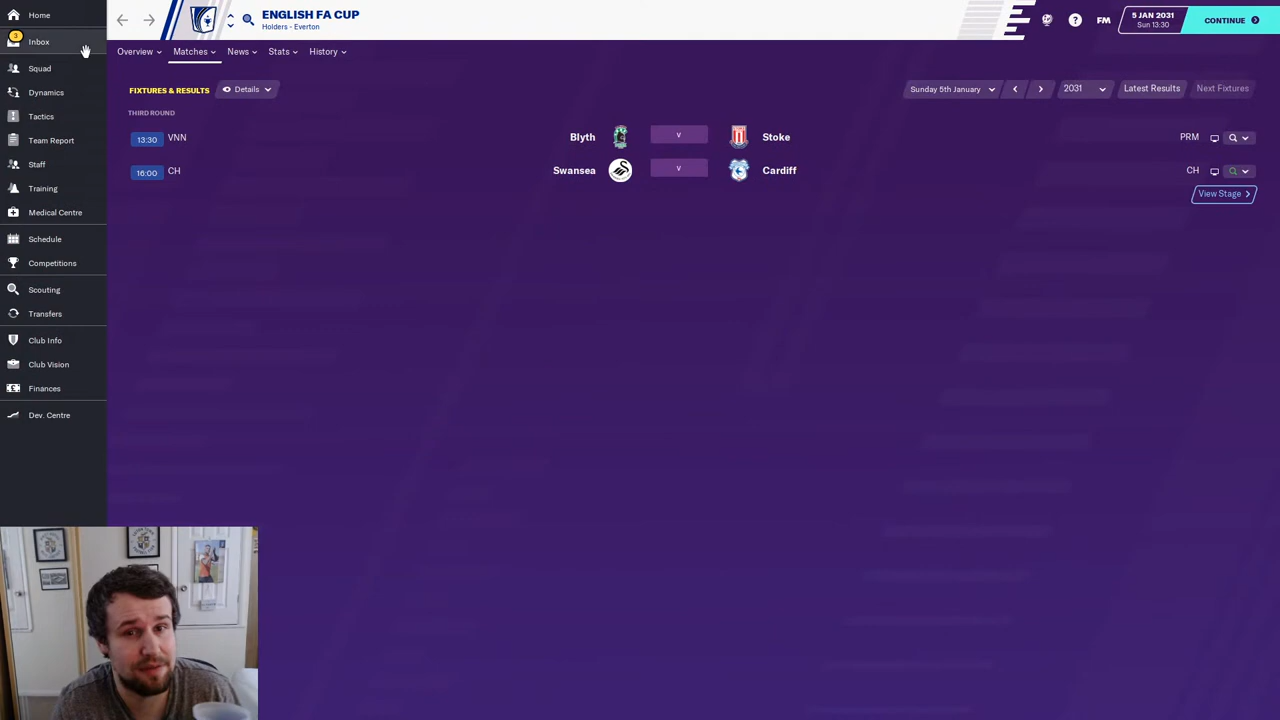 Home
ENGLISH FA CUP
Holders - Everton
FM
5 JAN 2031
Sun 13:30
CONTINUE
3
Inbox
Overview
Matches
News
Stats
History
Squad
Dynamics
Tactics
Team Report
Staff
Training
Medical Centre
Schedule
Competitions
Scouting
Transfers
Club Info
Club Vision
Finances
Dev. Centre
FIXTURES & RESULTS
Details
Sunday 5th January
2031
Latest Results
Next Fixtures
THIRD ROUND
13:30 VNN Blyth v Stoke PRM
16:00 CH Swansea v Cardiff CH
View Stage